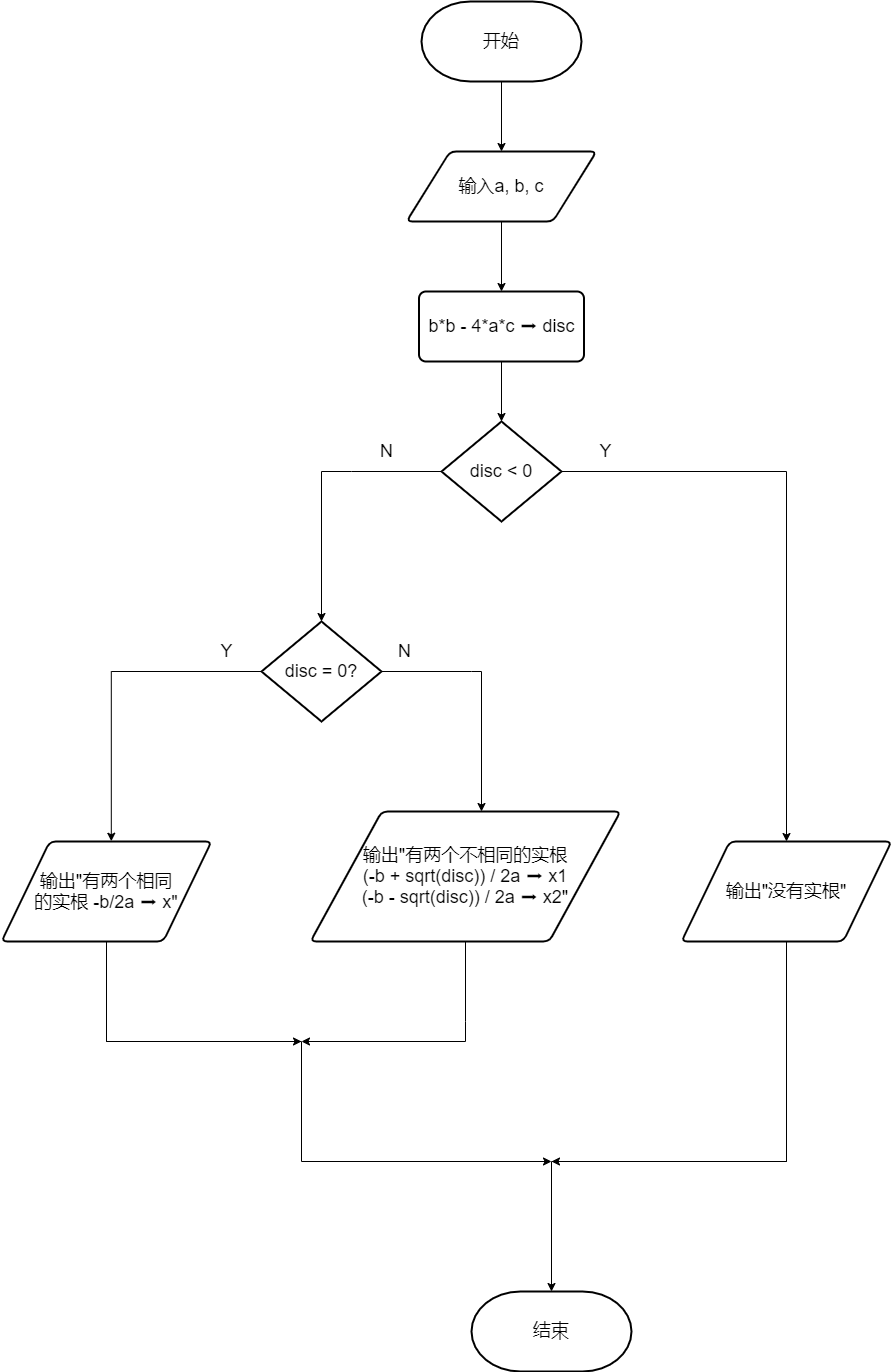 开始
输入a, b, c
b*b - 4*a*c ➞ disc
N
Y
disc < 0
Y
N
disc = 0?
输出"有两个相同
的实根 -b/2a ➞ x"
输出"有两个不相同的实根
(-b + sqrt(disc)) / 2a ➞ x1
(-b - sqrt(disc)) / 2a ➞ x2"
输出"没有实根"
结束